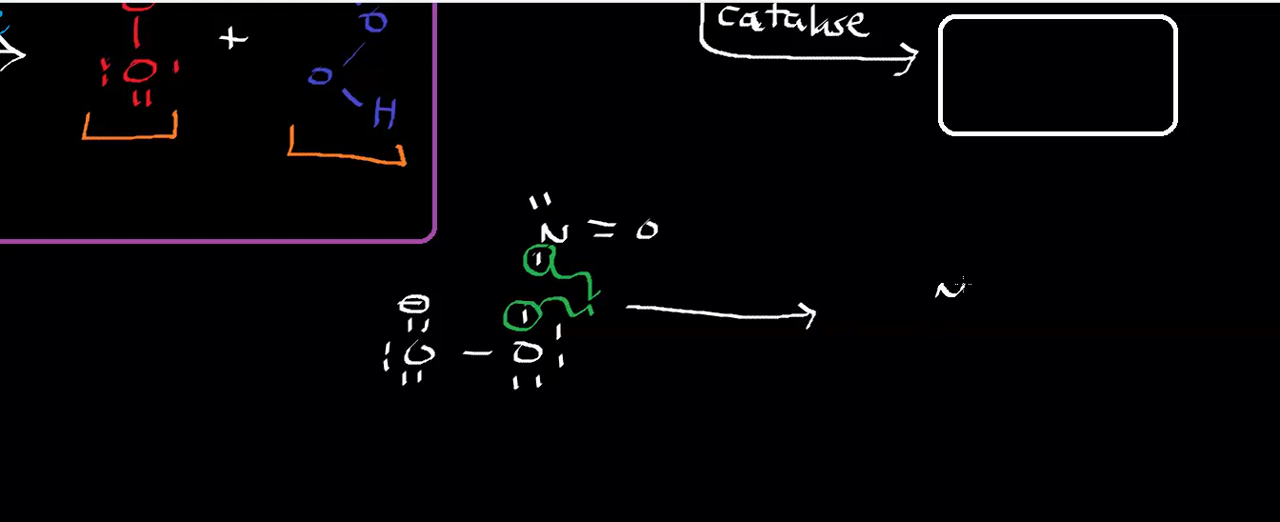 catalase
O
+
O
O
H
N = O
O - O
N